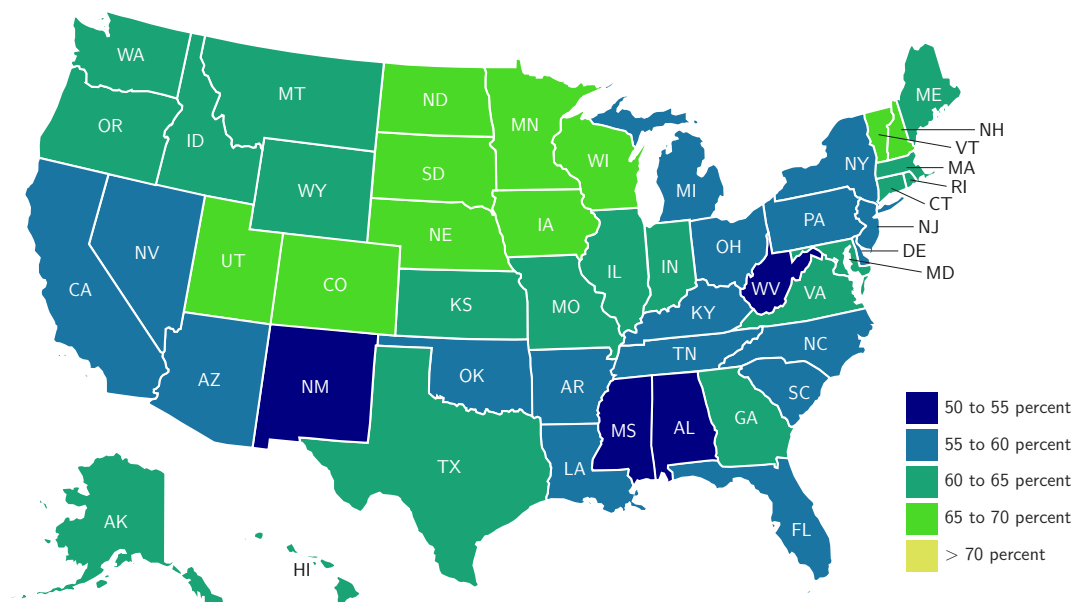 WA
MT
ND
MN
ME
OR
ID
SD
WI
NH
VT
NY
MA
WY
MI
RI
CT
NE
IA
PA
NJ
NV
UT
OH
DE
CO
IL
IN
MD
CA
WV
VA
KS
MO
KY
NC
TN
AZ
NM
OK
AR
SC
GA
MS
AL
TX
LA
AK
FL
HI
50 to 55 percent
55 to 60 percent
60 to 65 percent
65 to 70 percent
> 70 percent